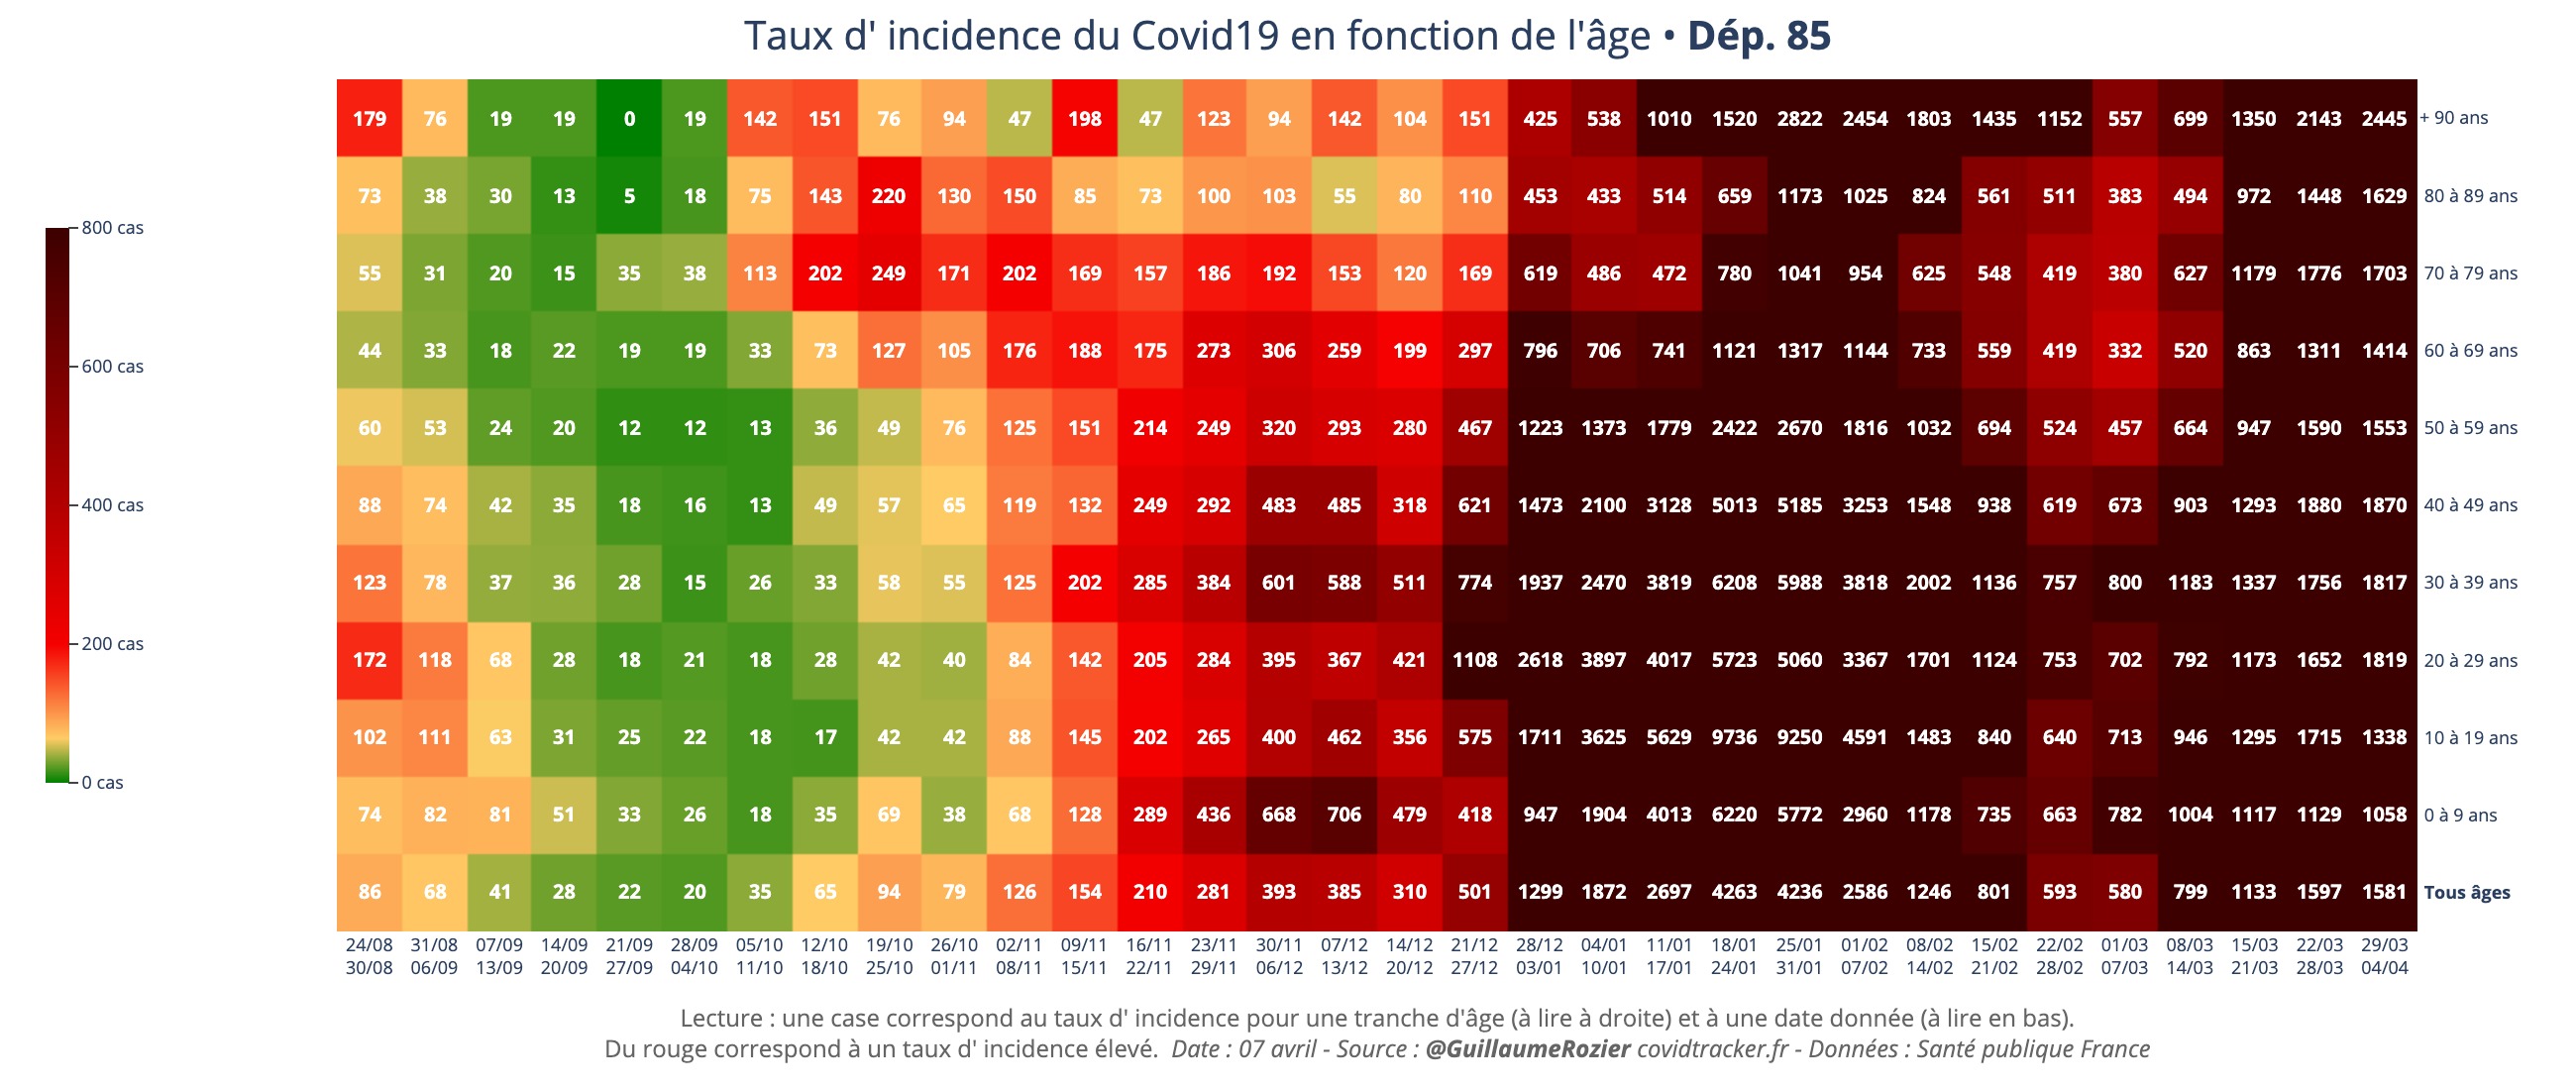 Taux d' incidence du Covid19 en fonction de l'âge • Dép. 85
800 cas
600 cas
400 cas
200 cas
0 cas
179 76 19 19 0 19 142 151 76 94 47 198 47 123 94 142 104 151 425 538 1010 1520 2822 2454 1803 1435 1152 557 699 1350 2143 2445 + 90 ans
73 38 30 13 5 18 75 143 220 130 150 85 73 100 103 55 80 110 453 433 514 659 1173 1025 824 561 511 383 494 972 1448 1629 80 à 89 ans
55 31 20 15 35 38 113 202 249 171 202 169 157 186 192 153 120 169 619 486 472 780 1041 954 625 548 419 380 627 1179 1776 1703 70 à 79 ans
44 33 18 22 19 19 33 73 127 105 176 188 175 273 306 259 199 297 796 706 741 1121 1317 1144 733 559 419 332 520 863 1311 1414 60 à 69 ans
60 53 24 20 12 12 13 36 49 76 125 151 214 249 320 293 280 467 1223 1373 1779 2422 2670 1816 1032 694 524 457 664 947 1590 1553 50 à 59 ans
88 74 42 35 18 16 13 49 57 65 119 132 249 292 483 485 318 621 1473 2100 3128 5013 5185 3253 1548 938 619 673 903 1293 1880 1870 40 à 49 ans
123 78 37 36 28 15 26 33 58 55 125 202 285 384 601 588 511 774 1937 2470 3819 6208 5988 3818 2002 1136 757 800 1183 1337 1756 1817 30 à 39 ans
172 118 68 28 18 21 18 28 42 40 84 142 205 284 395 367 421 1108 2618 3897 4017 5723 5060 3367 1701 1124 753 702 792 1173 1652 1819 20 à 29 ans
102 111 63 31 25 22 18 17 42 42 88 145 202 265 400 462 356 575 1711 3625 5629 9736 9250 4591 1483 840 640 713 946 1295 1715 1338 10 à 19 ans
74 82 81 51 33 26 18 35 69 38 68 128 289 436 668 706 479 418 947 1904 4013 6220 5772 2960 1178 735 663 782 1004 1117 1129 1058 0 à 9 ans
86 68 41 28 22 20 35 65 94 79 126 154 210 281 393 385 310 501 1299 1872 2697 4263 4236 2586 1246 801 593 580 799 1133 1597 1581 Tous âges
24/08 31/08 07/09 14/09 21/09 28/09 05/10 12/10 19/10 26/10 02/11 09/11 16/11 23/11 30/11 07/12 14/12 21/12 28/12 04/01 11/01 18/01 25/01 01/02 08/02 15/02 22/02 01/03 08/03 15/03 22/03 29/03
30/08 06/09 13/09 20/09 27/09 04/10 11/10 18/10 25/10 01/11 08/11 15/11 22/11 29/11 06/12 13/12 20/12 27/12 03/01 10/01 17/01 24/01 31/01 07/02 14/02 21/02 28/02 07/03 14/03 21/03 28/03 04/04
Lecture : une case correspond au taux d' incidence pour une tranche d'âge (à lire à droite) et à une date donnée (à lire en bas).
Du rouge correspond à un taux d' incidence élevé. Date : 07 avril - Source : @GuillaumeRozier covidtracker.fr - Données : Santé publique France